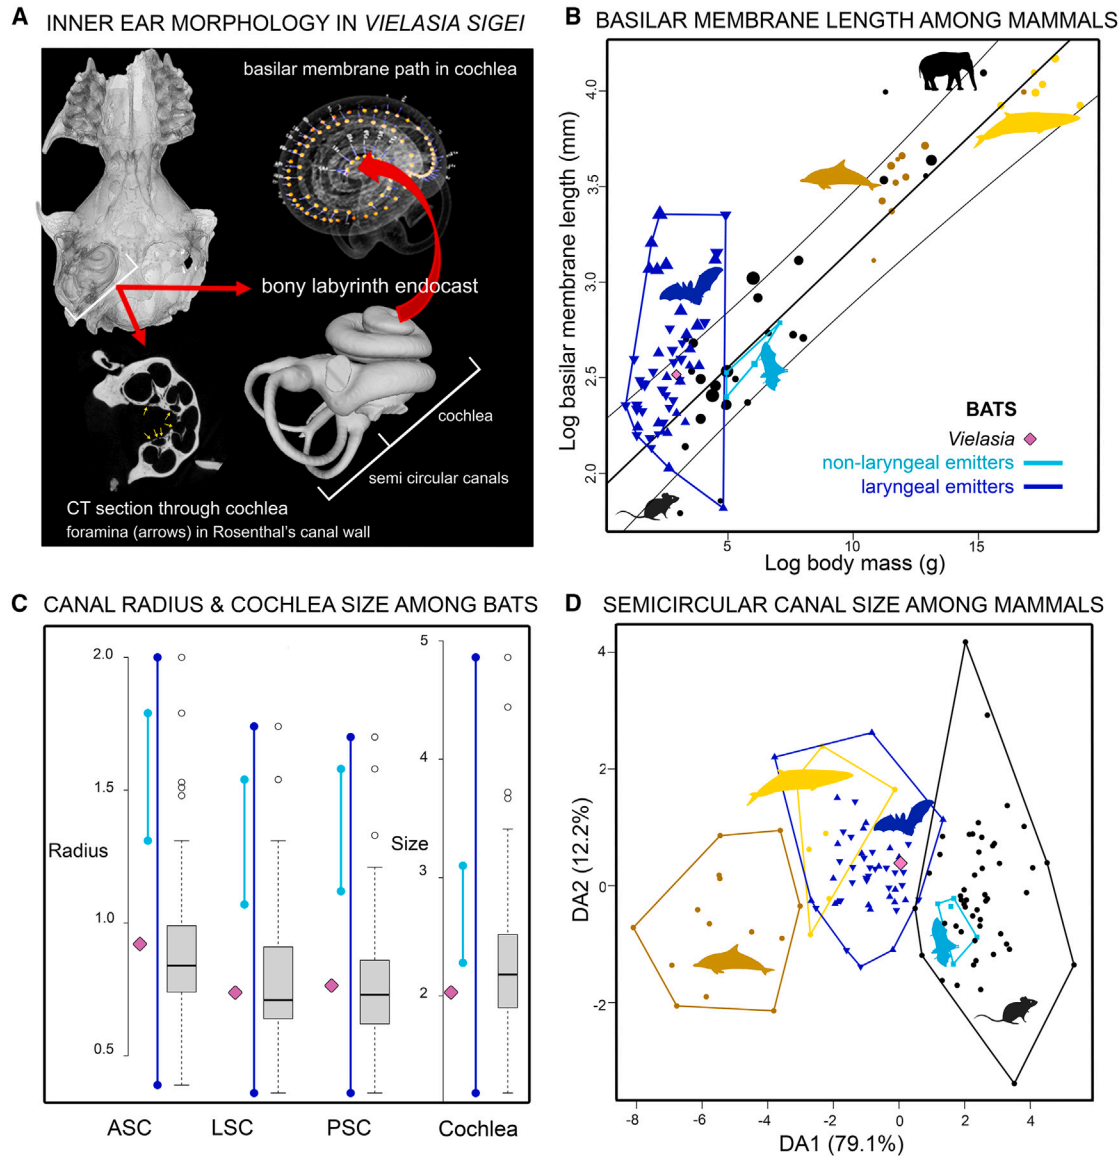 A INNER EAR MORPHOLOGY IN VIELASIA SIGEI
basilar membrane path in cochlea
bony labyrinth endocast
cochlea
semi circular canals
CT section through cochlea
foramina (arrows) in Rosenthal's canal wall
B BASILAR MEMBRANE LENGTH AMONG MAMMALS
Log basilar membrane length (mm)
4.0
3.5
3.0
2.5
2.0
BATS
Vielasia
non-laryngeal emitters
laryngeal emitters
5 10 15
Log body mass (g)
C CANAL RADIUS & COCHLEA SIZE AMONG BATS
2.0
1.5
Radius
1.0
0.5
5
4
Size
3
2
ASC LSC PSC Cochlea
D SEMICIRCULAR CANAL SIZE AMONG MAMMALS
DA2 (12.2%)
4
2
0
-2
-8 -6 -4 -2 0 2 4
DA1 (79.1%)